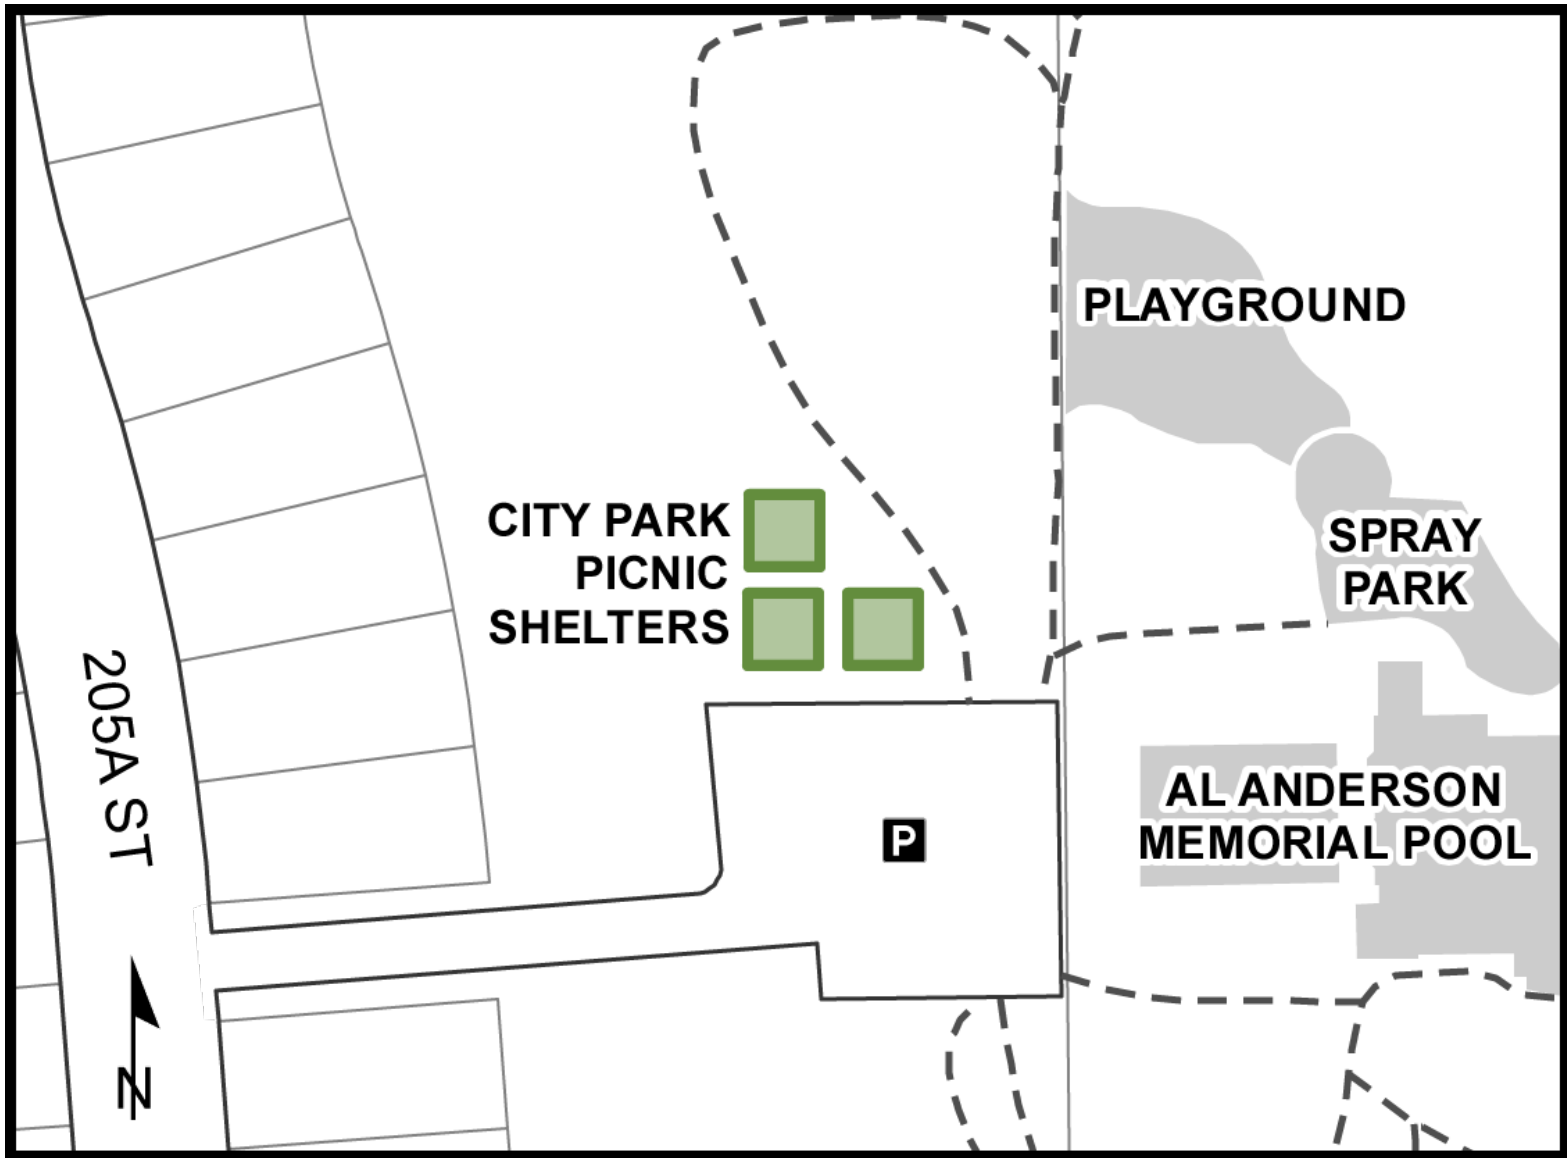 PLAYGROUND
CITY PARK
PICNIC
SHELTERS
SPRAY
PARK
205A ST
AL ANDERSON
MEMORIAL POOL
P
N